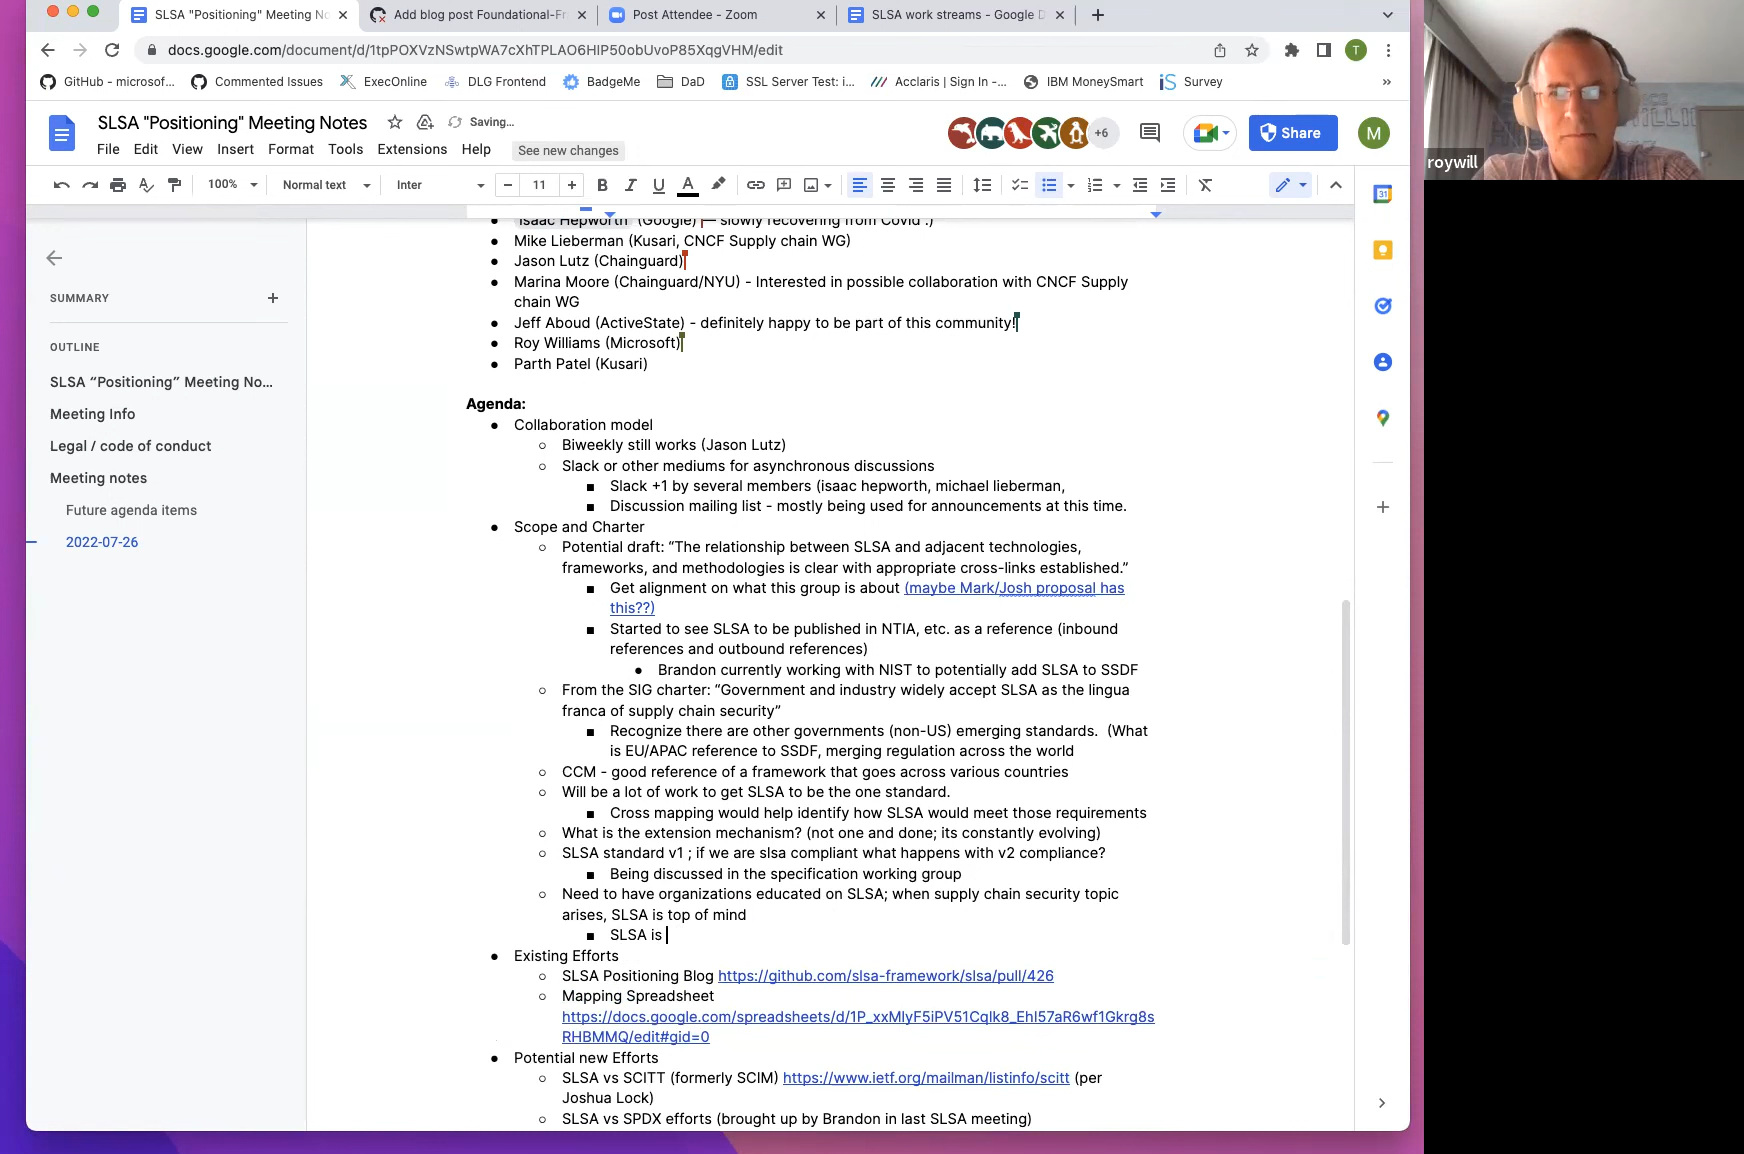 SLSA "Positioning" Meeting No
Add blog post Foundational-Fr
Post Attendee - Zoom
SLSA work streams - Google D
docs.google.com/document/d/1tpPOXVzNSwtpWA7cXhTPLAO6HIP50obUvoP85XqgVHM/edit
GitHub - microsof...
Commented Issues
ExecOnline
DLG Frontend
BadgeMe
DaD
SSL Server Test: i...
Acclaris | Sign In -...
IBM MoneySmart
Survey
»
SLSA "Positioning" Meeting Notes
Saving...
+6
Share
M
T
File Edit View Insert Format Tools Extensions Help
See new changes
100%
Normal text
Inter
11
31
SUMMARY
OUTLINE
SLSA “Positioning” Meeting No...
Meeting Info
Legal / code of conduct
Meeting notes
Future agenda items
2022-07-26
Isaac Hepworth (Google) — slowly recovering from Covid :)
Mike Lieberman (Kusari, CNCF Supply chain WG)
Jason Lutz (Chainguard)
Marina Moore (Chainguard/NYU) - Interested in possible collaboration with CNCF Supply
chain WG
Jeff Aboud (ActiveState) - definitely happy to be part of this community!
Roy Williams (Microsoft)
Parth Patel (Kusari)
Agenda:
Collaboration model
Biweekly still works (Jason Lutz)
Slack or other mediums for asynchronous discussions
Slack +1 by several members (isaac hepworth, michael lieberman,
Discussion mailing list - mostly being used for announcements at this time.
Scope and Charter
Potential draft: “The relationship between SLSA and adjacent technologies,
frameworks, and methodologies is clear with appropriate cross-links established.”
Get alignment on what this group is about (maybe Mark/Josh proposal has
this??)
Started to see SLSA to be published in NTIA, etc. as a reference (inbound
references and outbound references)
Brandon currently working with NIST to potentially add SLSA to SSDF
From the SIG charter: “Government and industry widely accept SLSA as the lingua
franca of supply chain security”
Recognize there are other governments (non-US) emerging standards.  (What
is EU/APAC reference to SSDF, merging regulation across the world
CCM - good reference of a framework that goes across various countries
Will be a lot of work to get SLSA to be the one standard.
Cross mapping would help identify how SLSA would meet those requirements
What is the extension mechanism? (not one and done; its constantly evolving)
SLSA standard v1 ; if we are slsa compliant what happens with v2 compliance?
Being discussed in the specification working group
Need to have organizations educated on SLSA; when supply chain security topic
arises, SLSA is top of mind
SLSA is
Existing Efforts
SLSA Positioning Blog https://github.com/slsa-framework/slsa/pull/426
Mapping Spreadsheet
https://docs.google.com/spreadsheets/d/1P_xxMlyF5iPV51Cqlk8_EhI57aR6wf1Gkrg8s
RHBMMQ/edit#gid=0
Potential new Efforts
SLSA vs SCITT (formerly SCIM) https://www.ietf.org/mailman/listinfo/scitt (per
Joshua Lock)
SLSA vs SPDX efforts (brought up by Brandon in last SLSA meeting)
roywill